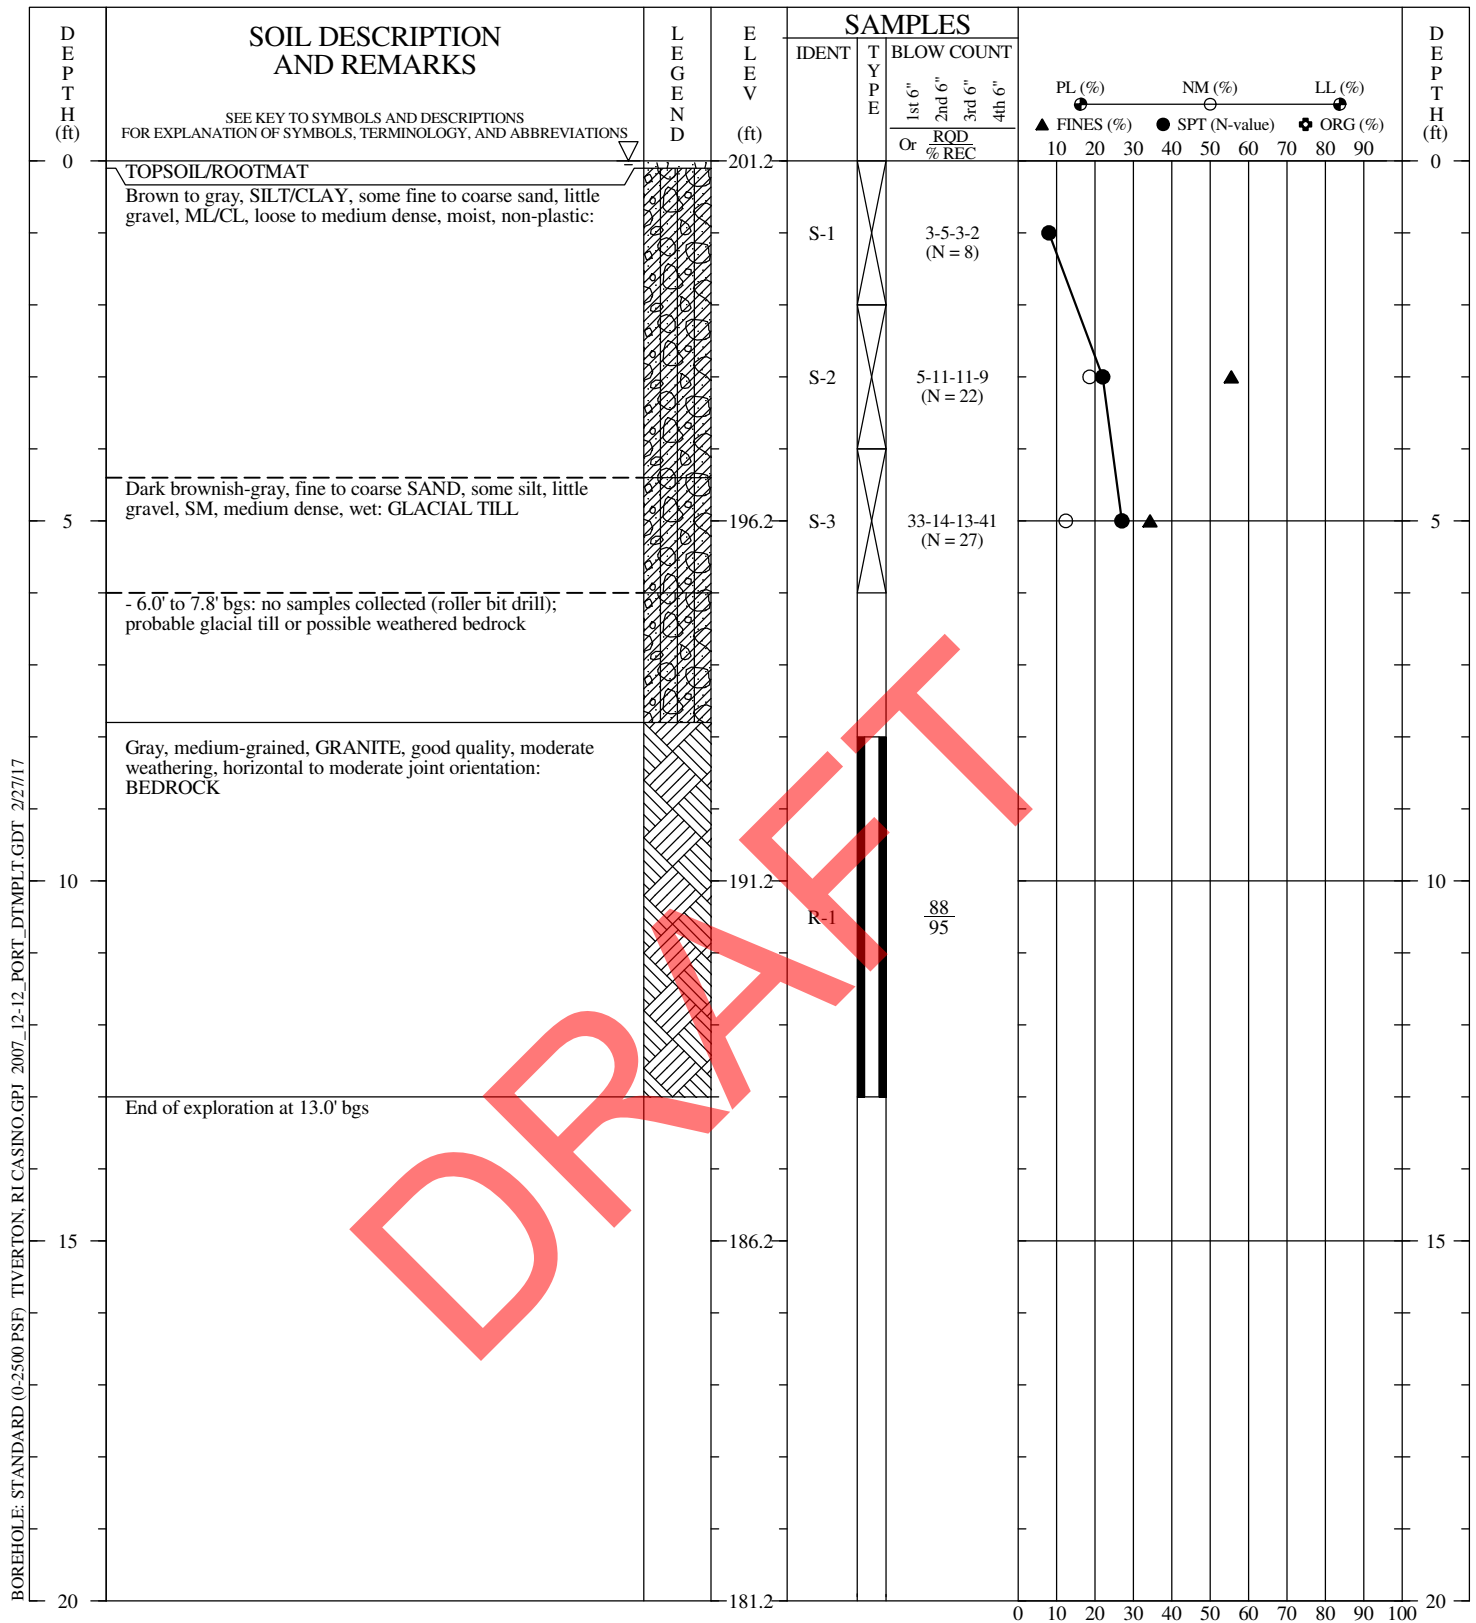 DEPTH
(ft)
SOIL DESCRIPTION
AND REMARKS
SEE KEY TO SYMBOLS AND DESCRIPTIONS
FOR EXPLANATION OF SYMBOLS, TERMINOLOGY, AND ABBREVIATIONS
LEGEND
ELEV
(ft)
SAMPLES
IDENT
TYPE
BLOW COUNT
1st 6"
2nd 6"
3rd 6"
4th 6"
Or RQD
% REC
PL (%) NM (%) LL (%)
FINES (%) SPT (N-value) ORG (%)
10 20 30 40 50 60 70 80 90
DEPTH
(ft)
0 201.2 0
TOPSOIL/ROOTMAT
Brown to gray, SILT/CLAY, some fine to coarse sand, little
gravel, ML/CL, loose to medium dense, moist, non-plastic:
S-1 3-5-3-2
(N = 8)
S-2 5-11-11-9
(N = 22)
Dark brownish-gray, fine to coarse SAND, some silt, little
gravel, SM, medium dense, wet: GLACIAL TILL
5 196.2 S-3 33-14-13-41 5
(N = 27)
- 6.0' to 7.8' bgs: no samples collected (roller bit drill);
probable glacial till or possible weathered bedrock
Gray, medium-grained, GRANITE, good quality, moderate
weathering, horizontal to moderate joint orientation:
BEDROCK
10 191.2 10
R-1 88
95
End of exploration at 13.0' bgs
15 186.2 15
20 181.2 20
0 10 20 30 40 50 60 70 80 90 100
DRAFT
BOREHOLE: STANDARD (0-2500 PSF) TIVERTON, RI CASINO.GPJ 2007_12-12_PORT_DTMPLT.GDT 2/27/17